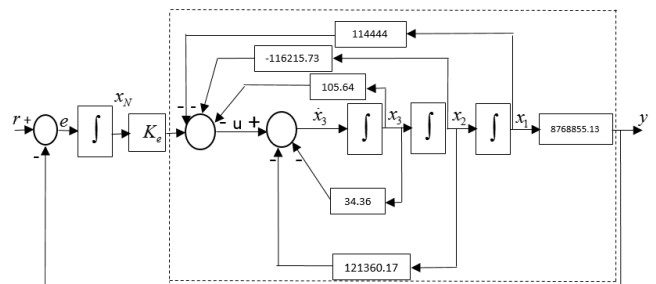 114444
-116215.73
105.64
r + e ∫ x_N K_e - - - u + ẋ_3 ∫ x_3 ∫ x_2 ∫ x_1 8768855.13 y
- - -
34.36
121360.17